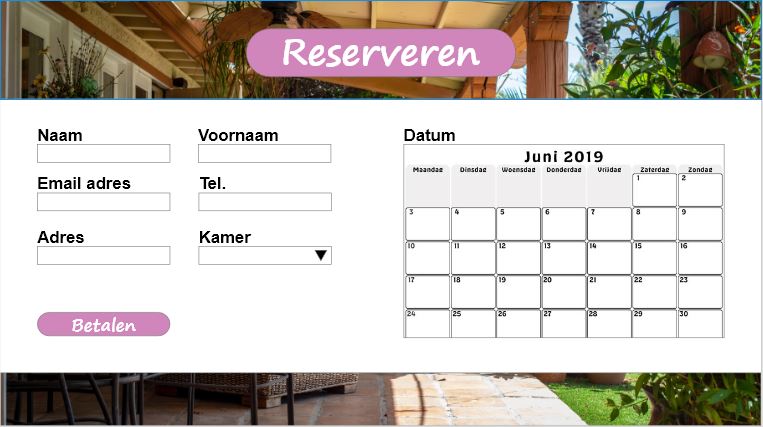 Reserveren
Naam
Voornaam
Email adres
Tel.
Adres
Kamer
Betalen
Datum
Juni 2019
Maandag Dinsdag Woensdag Donderdag Vrijdag Zaterdag Zondag
1 2
3 4 5 6 7 8 9
10 11 12 13 14 15 16
17 18 19 20 21 22 23
24 25 26 27 28 29 30